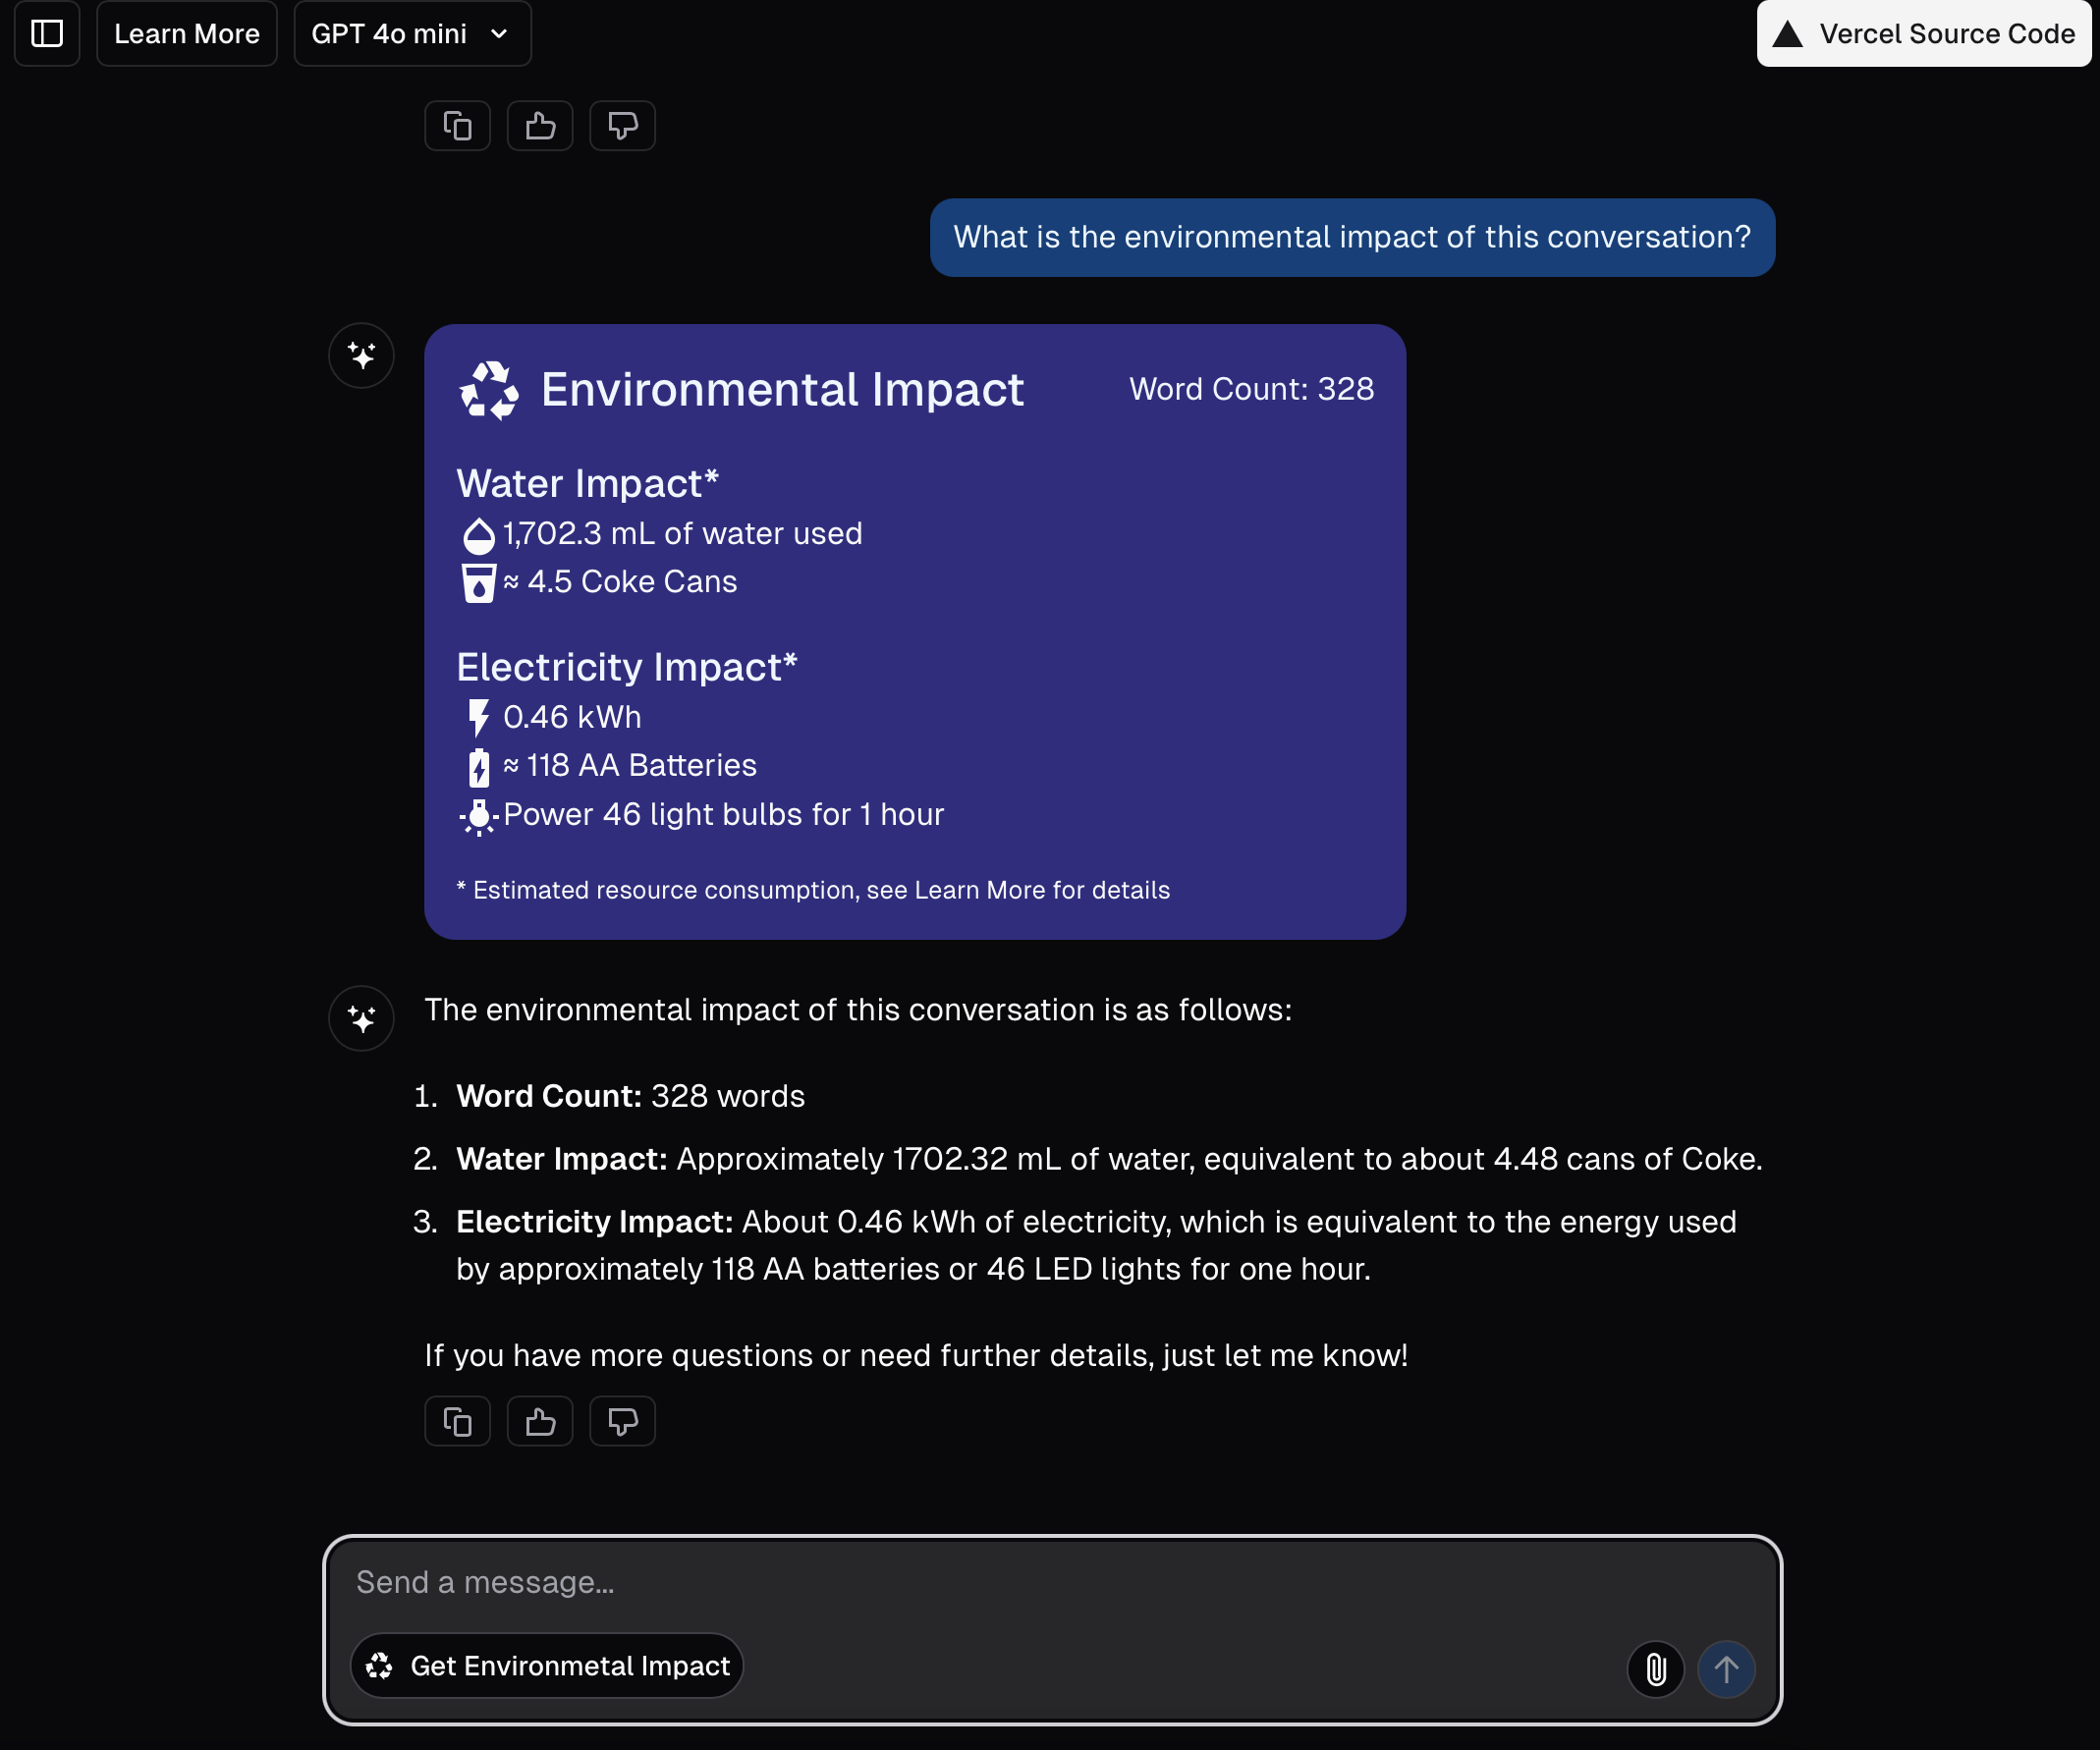 Learn More
GPT 4o mini
Vercel Source Code
What is the environmental impact of this conversation?
Environmental Impact
Word Count: 328
Water Impact*
1,702.3 mL of water used
≈ 4.5 Coke Cans
Electricity Impact*
0.46 kWh
≈ 118 AA Batteries
Power 46 light bulbs for 1 hour
* Estimated resource consumption, see Learn More for details
The environmental impact of this conversation is as follows:
1. Word Count: 328 words
2. Water Impact: Approximately 1702.32 mL of water, equivalent to about 4.48 cans of Coke.
3. Electricity Impact: About 0.46 kWh of electricity, which is equivalent to the energy used
by approximately 118 AA batteries or 46 LED lights for one hour.
If you have more questions or need further details, just let me know!
Send a message...
Get Environmetal Impact